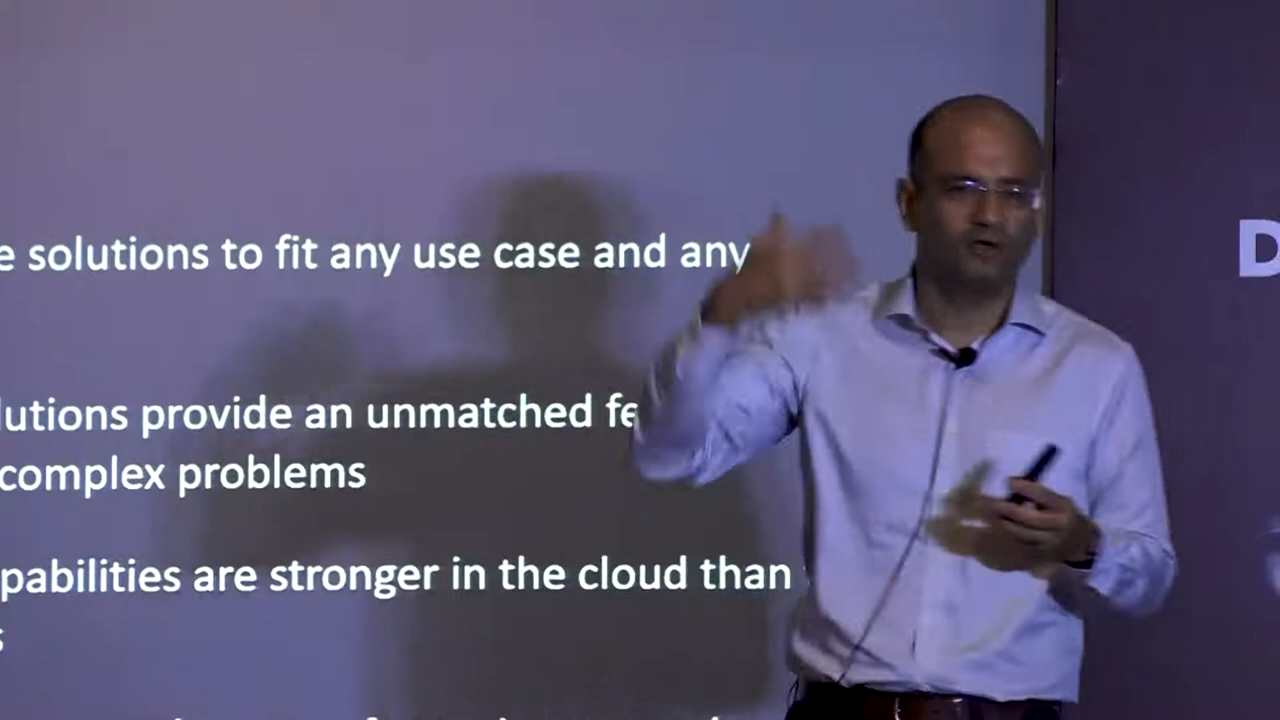 e solutions to fit any use case and any
D
lutions provide an unmatched fe
complex problems
pabilities are stronger in the cloud than
s